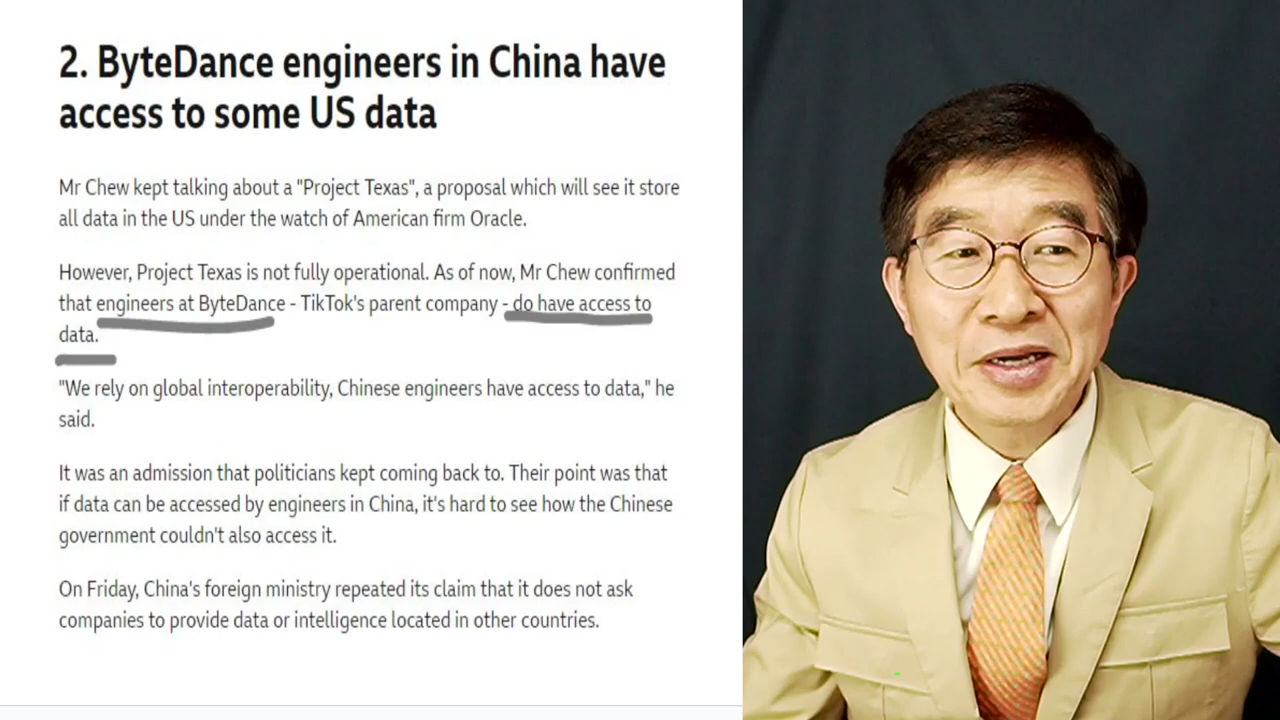 2. ByteDance engineers in China have
access to some US data
Mr Chew kept talking about a "Project Texas", a proposal which will see it store
all data in the US under the watch of American firm Oracle.
However, Project Texas is not fully operational. As of now, Mr Chew confirmed
that engineers at ByteDance - TikTok's parent company - do have access to
data.
"We rely on global interoperability, Chinese engineers have access to data," he
said.
It was an admission that politicians kept coming back to. Their point was that
if data can be accessed by engineers in China, it's hard to see how the Chinese
government couldn't also access it.
On Friday, China's foreign ministry repeated its claim that it does not ask
companies to provide data or intelligence located in other countries.